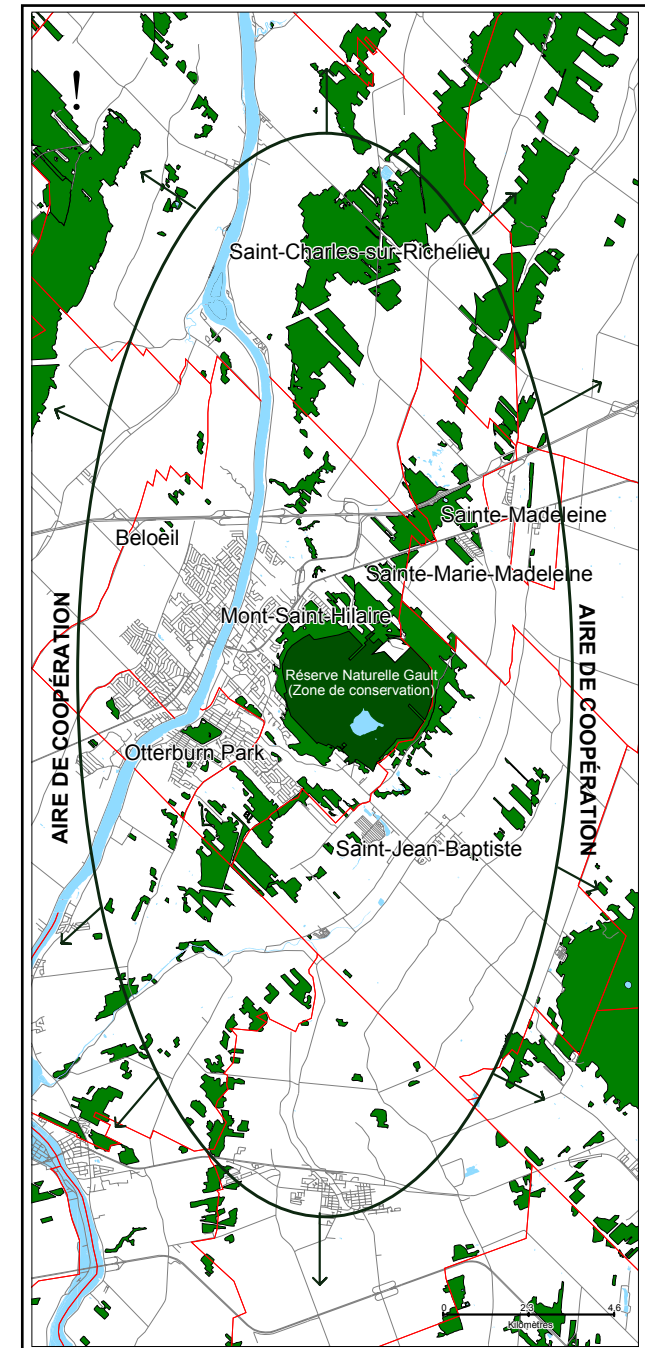 !
Saint-Charles-sur-Richelieu
Sainte-Madeleine
Beloeil
Sainte-Marie-Madeleine
Mont-Saint-Hilaire
AIRE DE COOPÉRATION
AIRE DE COOPÉRATION
Réserve Naturelle Gault
(Zone de conservation)
Otterburn Park
Saint-Jean-Baptiste
0 2,3 4,6
Kilomètres